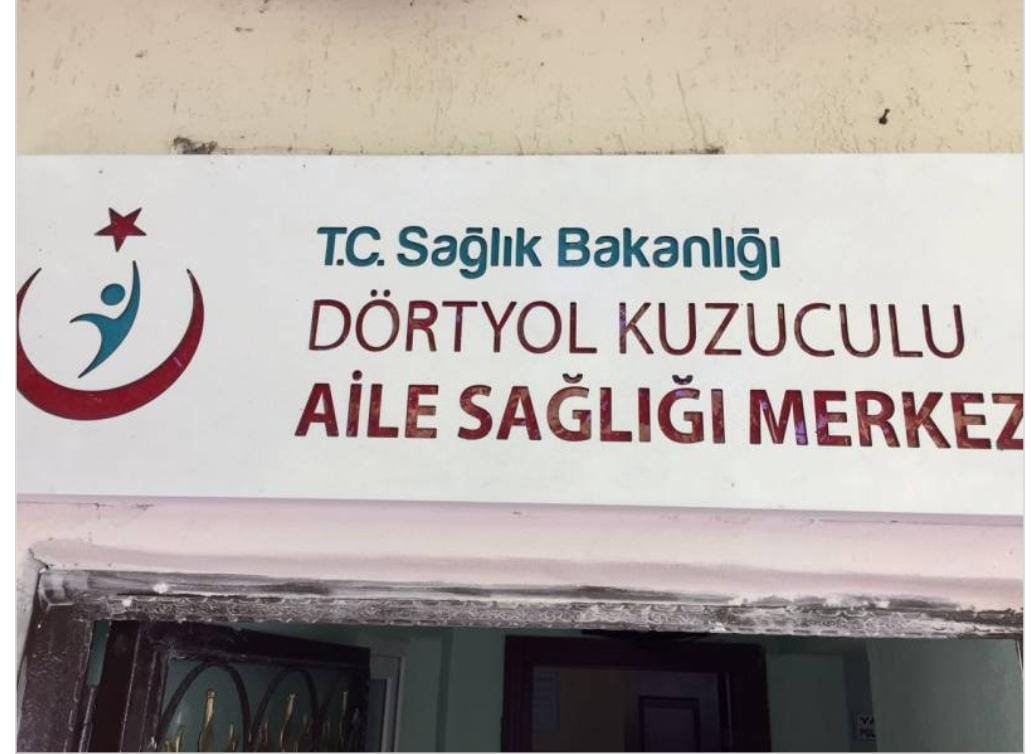 T.C. Sağlık Bakanlığı
DÖRTYOL KUZUCULU
AİLE SAĞLIĞI MERKEZ